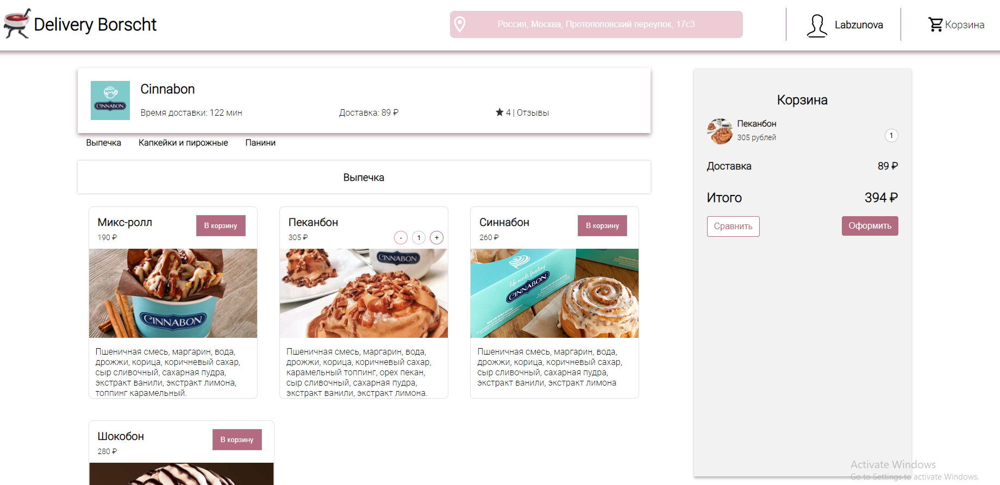 Delivery Borscht
Россия, Москва, Протопоповский переулок, 17с3
Labzunova
Корзина
CINNABON
Cinnabon
Время доставки: 122 мин
Доставка: 89 ₽
★ 4 | Отзывы
Выпечка
Капкейки и пирожные
Панини
Выпечка
Микс-ролл
190 ₽
В корзину
CINNABON
Пшеничная смесь, маргарин, вода,
дрожжи, корица, коричневый сахар,
сыр сливочный, сахарная пудра,
экстракт ванили, экстракт лимона,
топпинг карамельный.
Пеканбон
305 ₽
- 1 +
CINNABON
Пшеничная смесь, маргарин, вода,
дрожжи, корица, коричневый сахар,
карамельный топпинг, орех пекан,
сыр сливочный, сахарная пудра,
экстракт ванили, экстракт лимона.
Синнабон
260 ₽
В корзину
life needs frosting
CINNABON
Пшеничная смесь, маргарин, вода,
дрожжи, корица, коричневый сахар,
сыр сливочный, сахарная пудра,
экстракт ванили, экстракт лимона
Шокобон
280 ₽
В корзину
Корзина
Пеканбон
305 рублей
1
Доставка 89 ₽
Итого 394 ₽
Сравнить
Оформить
Activate Windows
Go to Settings to activate Windows.